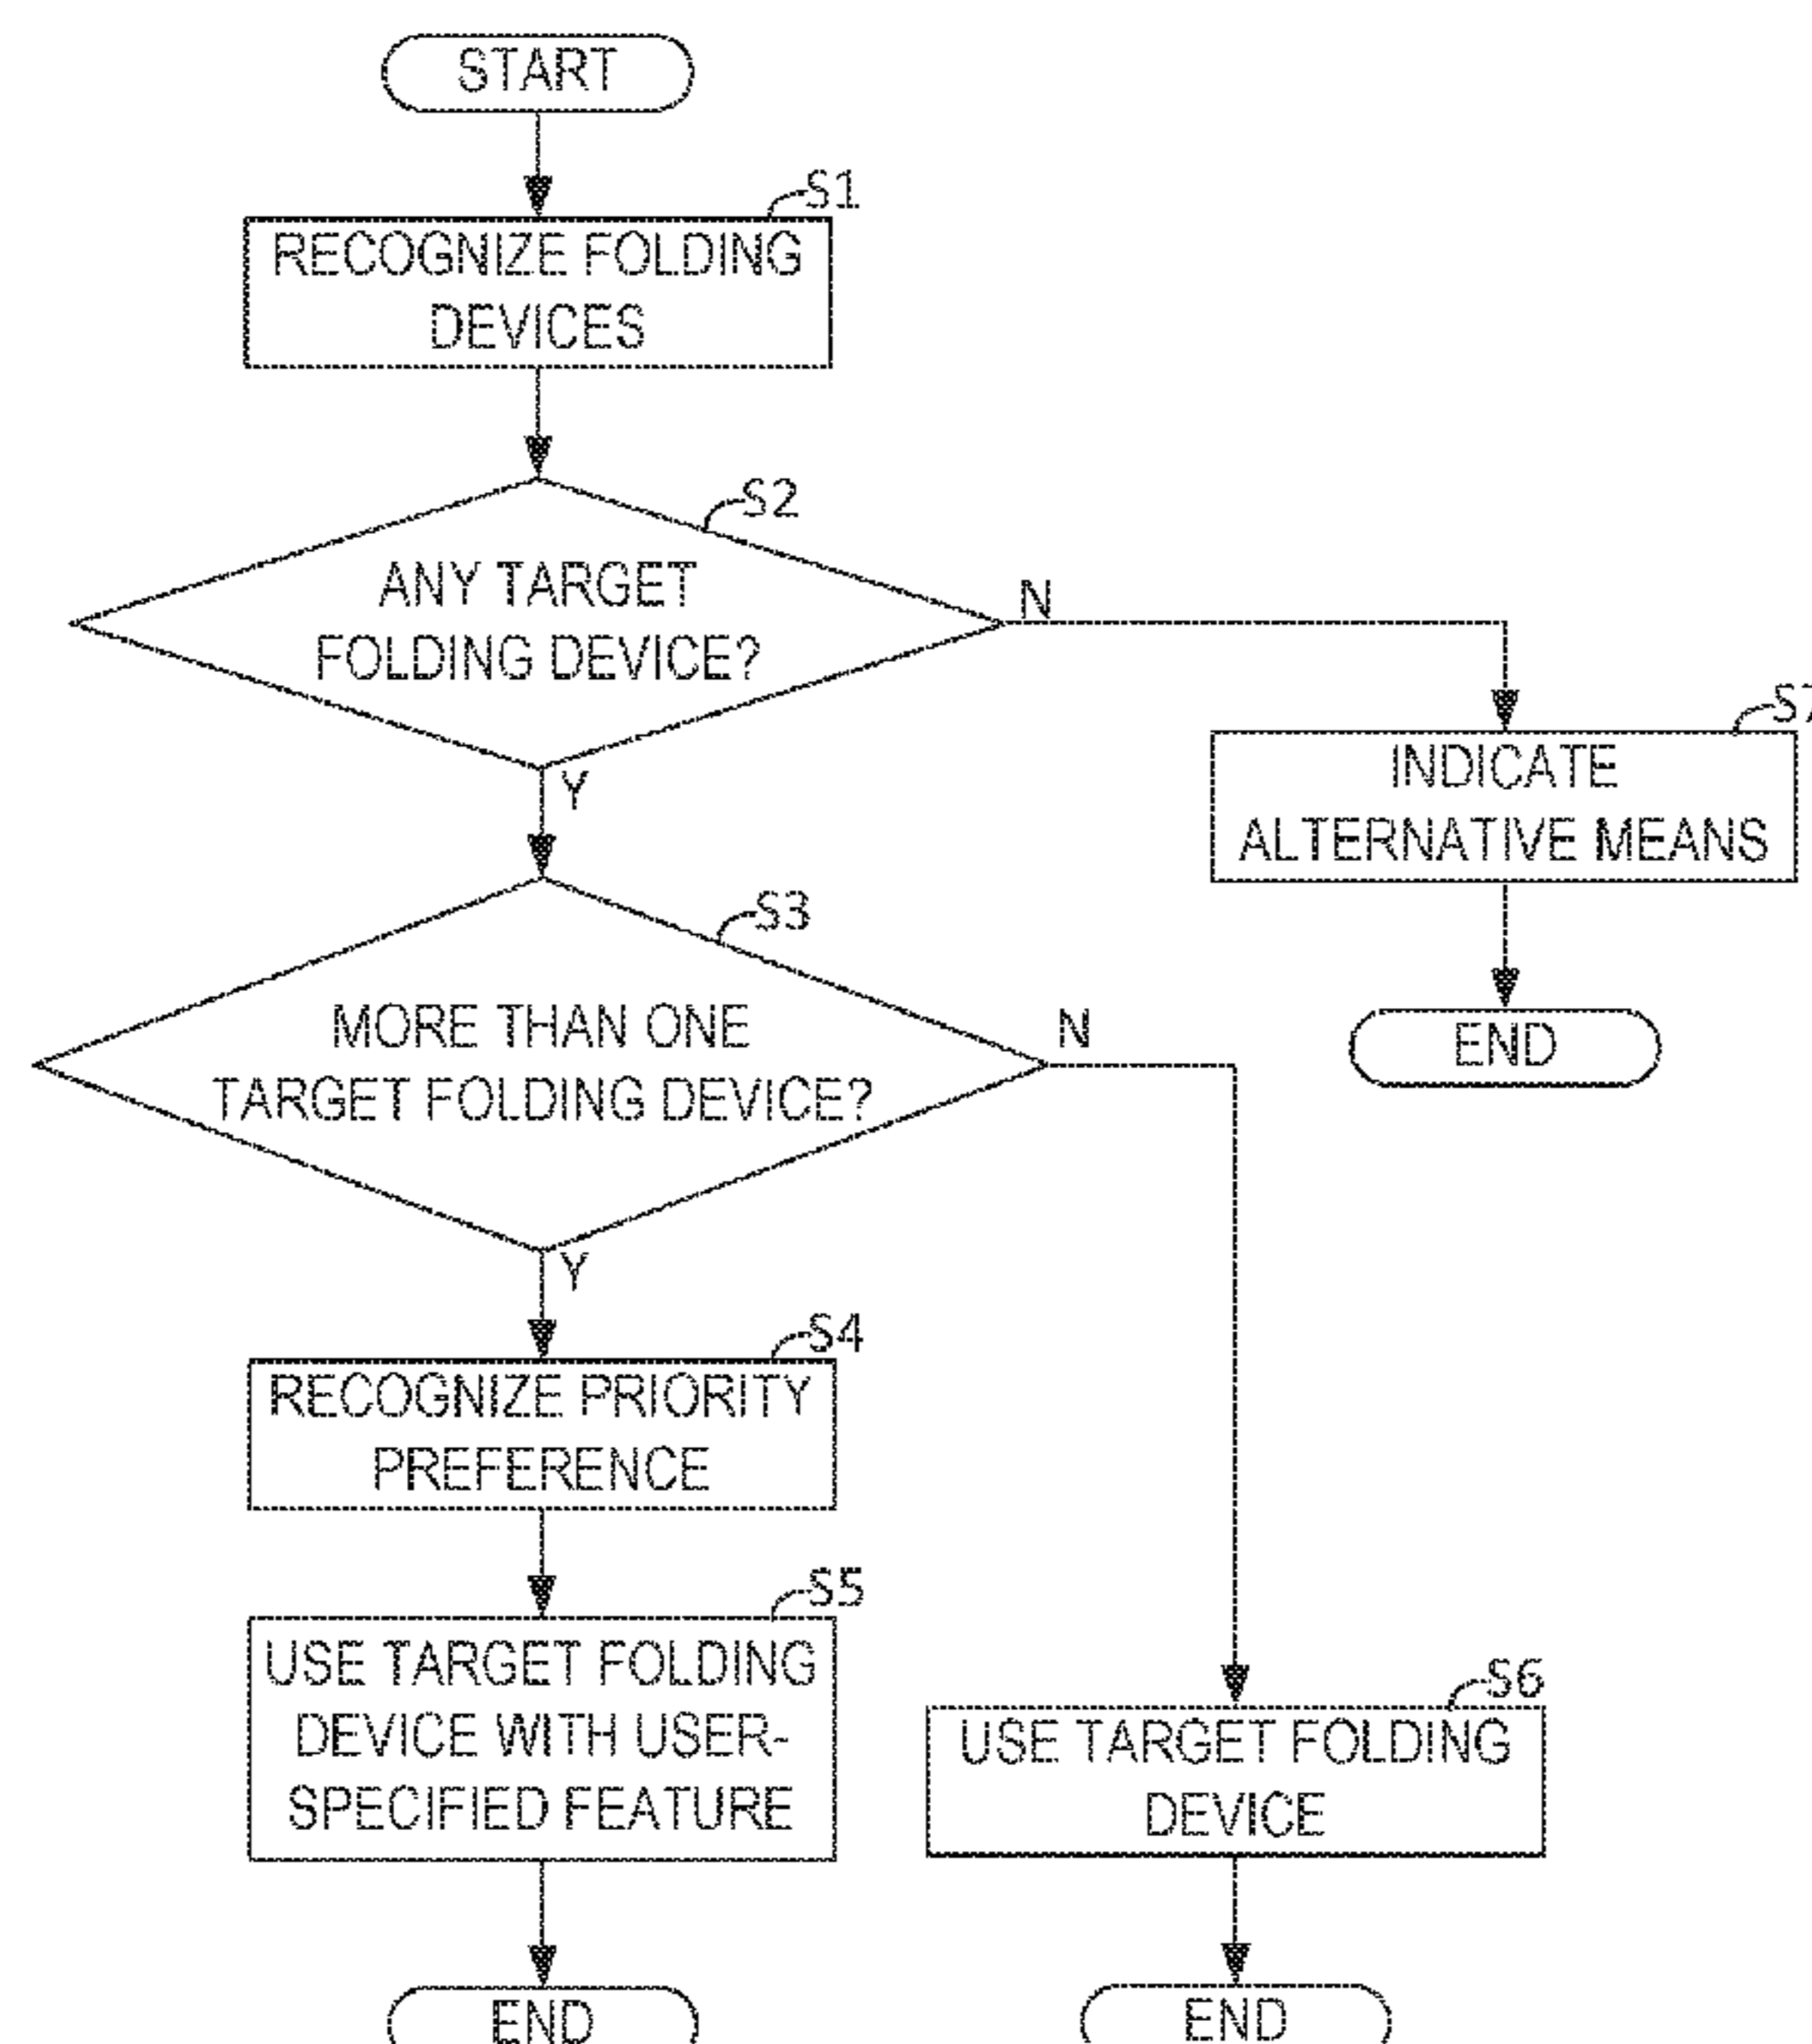 START
S1
RECOGNIZE FOLDING
DEVICES
S2
ANY TARGET
FOLDING DEVICE?
N
Y
S7
INDICATE
ALTERNATIVE MEANS
END
S3
MORE THAN ONE
TARGET FOLDING DEVICE?
N
Y
S4
RECOGNIZE PRIORITY
PREFERENCE
S5
USE TARGET FOLDING
DEVICE WITH USER-
SPECIFIED FEATURE
END
S6
USE TARGET FOLDING
DEVICE
END